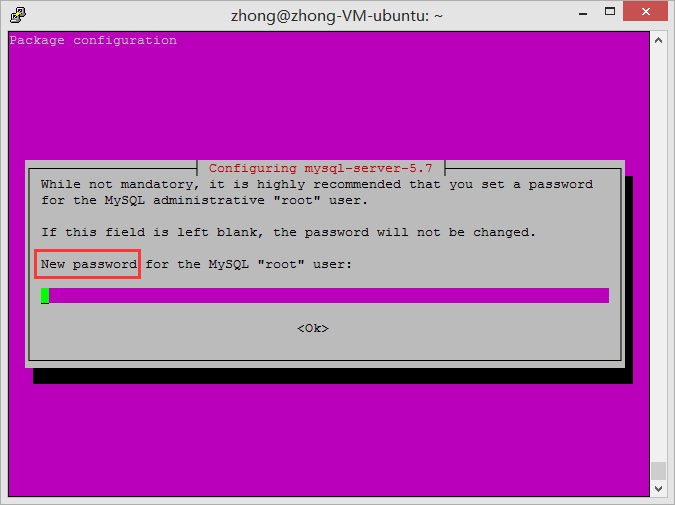 zhong@zhong-VM-ubuntu: ~
Package configuration
Configuring mysql-server-5.7
While not mandatory, it is highly recommended that you set a password
for the MySQL administrative "root" user.
If this field is left blank, the password will not be changed.
New password for the MySQL "root" user:
<Ok>